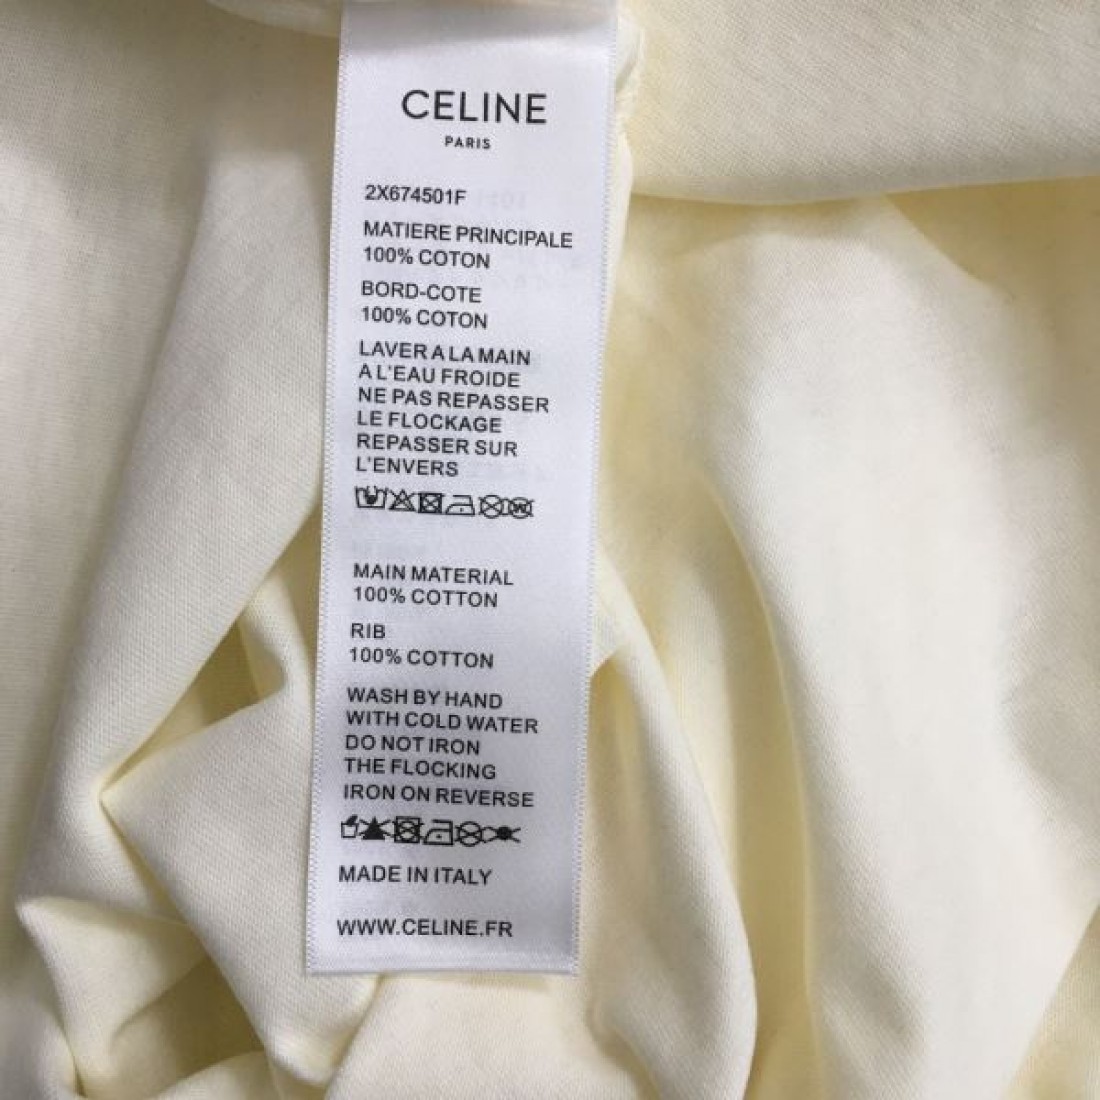 CELINE
PARIS
2X674501F
MATIERE PRINCIPALE
100% COTON
BORD-COTE
100% COTON
LAVER A LA MAIN
A L'EAU FROIDE
NE PAS REPASSER
LE FLOCKAGE
REPASSER SUR
L'ENVERS
MAIN MATERIAL
100% COTTON
RIB
100% COTTON
WASH BY HAND
WITH COLD WATER
DO NOT IRON
THE FLOCKING
IRON ON REVERSE
MADE IN ITALY
WWW.CELINE.FR